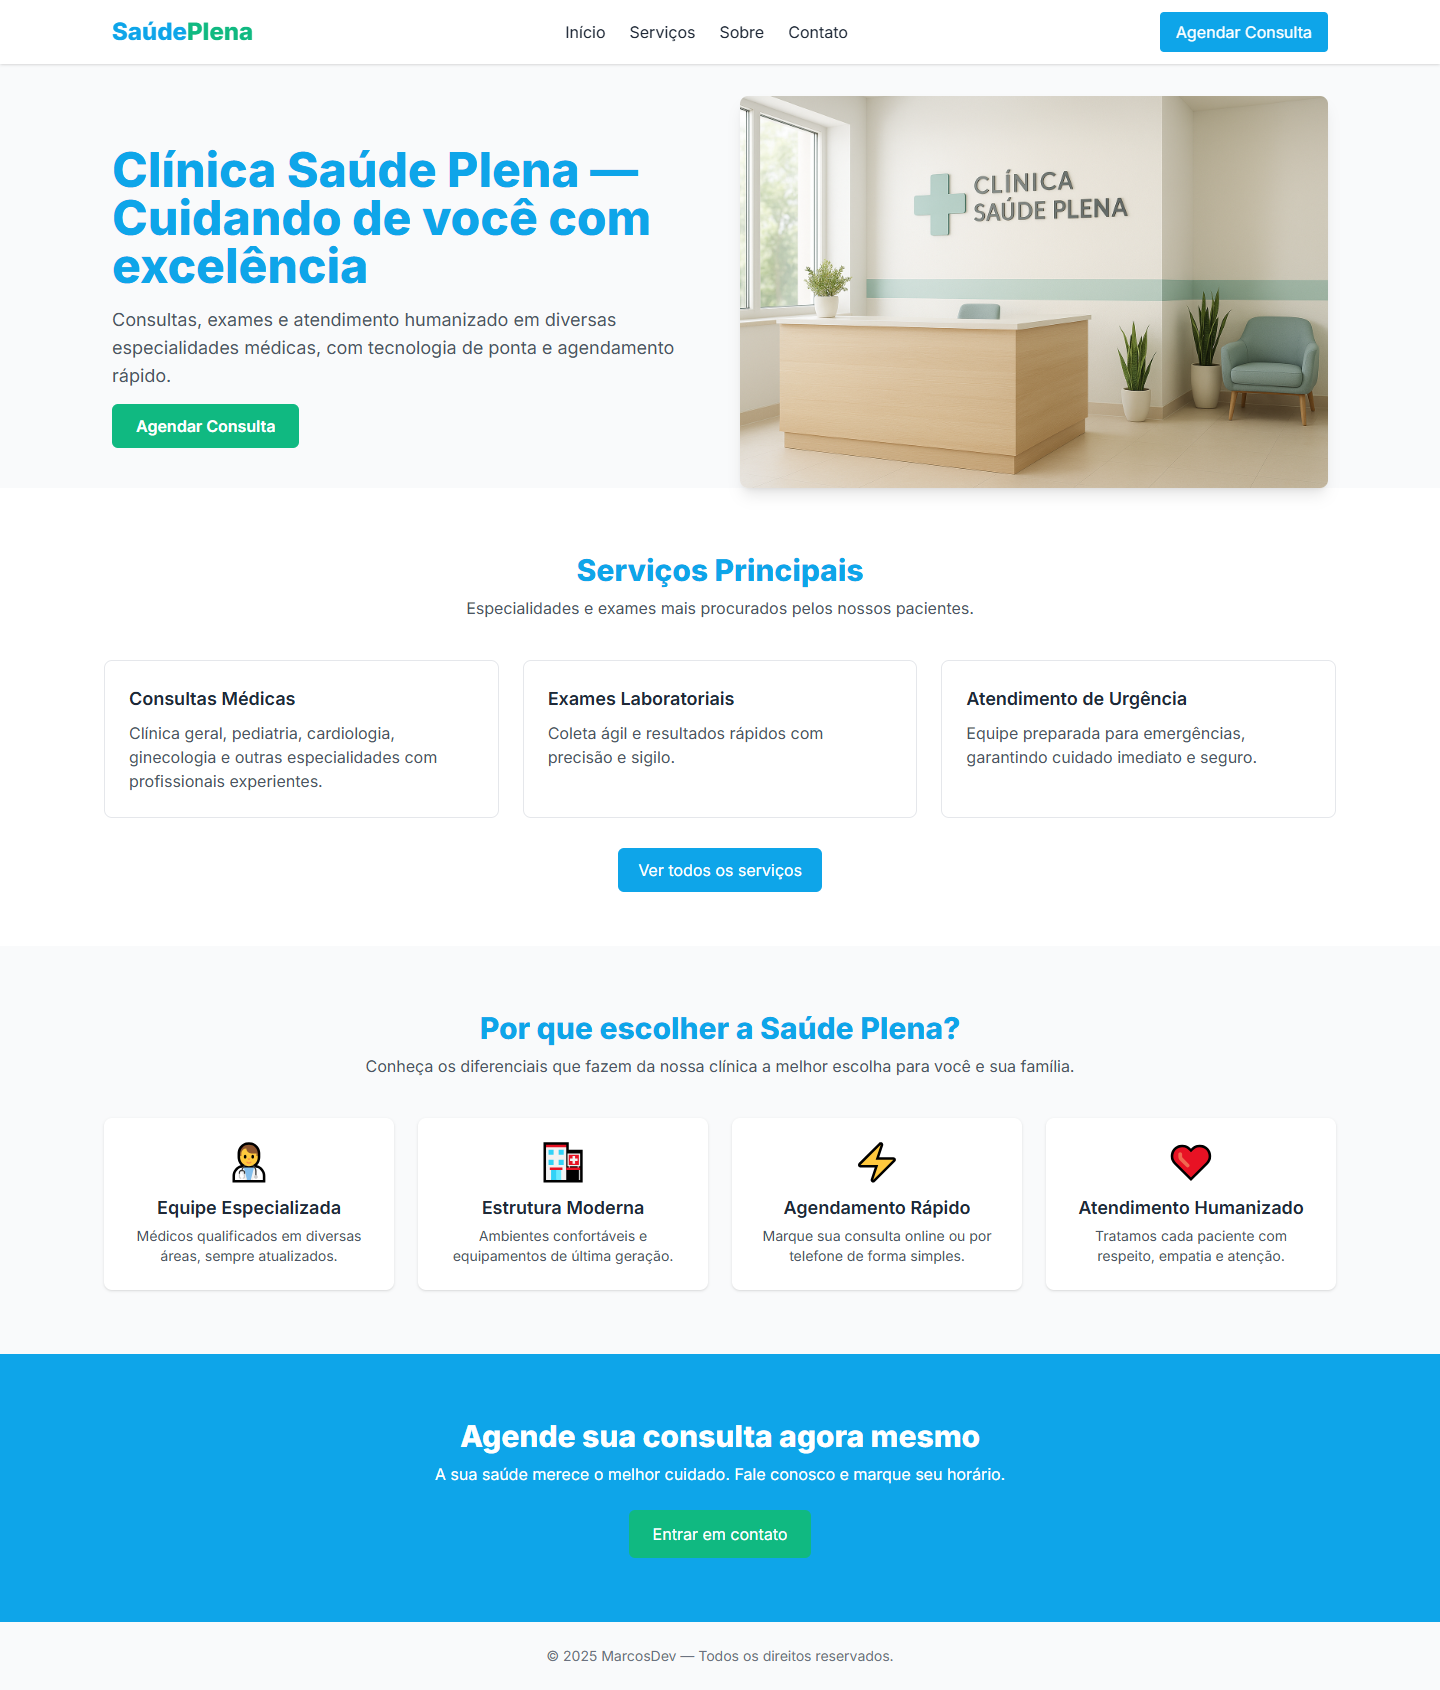 SaúdePlena
Início
Serviços
Sobre
Contato
Agendar Consulta
Clínica Saúde Plena —
Cuidando de você com
excelência
Consultas, exames e atendimento humanizado em diversas
especialidades médicas, com tecnologia de ponta e agendamento
rápido.
Agendar Consulta
CLÍNICA
SAÚDE PLENA
Serviços Principais
Especialidades e exames mais procurados pelos nossos pacientes.
Consultas Médicas
Clínica geral, pediatria, cardiologia,
ginecologia e outras especialidades com
profissionais experientes.
Exames Laboratoriais
Coleta ágil e resultados rápidos com
precisão e sigilo.
Atendimento de Urgência
Equipe preparada para emergências,
garantindo cuidado imediato e seguro.
Ver todos os serviços
Por que escolher a Saúde Plena?
Conheça os diferenciais que fazem da nossa clínica a melhor escolha para você e sua família.
Equipe Especializada
Médicos qualificados em diversas
áreas, sempre atualizados.
Estrutura Moderna
Ambientes confortáveis e
equipamentos de última geração.
Agendamento Rápido
Marque sua consulta online ou por
telefone de forma simples.
Atendimento Humanizado
Tratamos cada paciente com
respeito, empatia e atenção.
Agende sua consulta agora mesmo
A sua saúde merece o melhor cuidado. Fale conosco e marque seu horário.
Entrar em contato
© 2025 MarcosDev — Todos os direitos reservados.